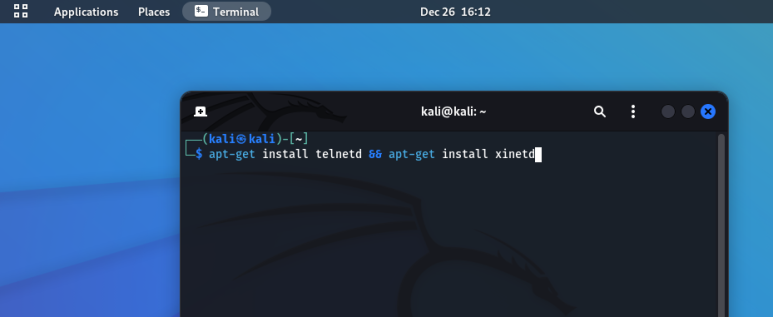 Applications Places Terminal Dec 26 16:12
kali@kali: ~
┌──(kali㉿kali)-[~]
└─$ apt-get install telnetd && apt-get install xinetd